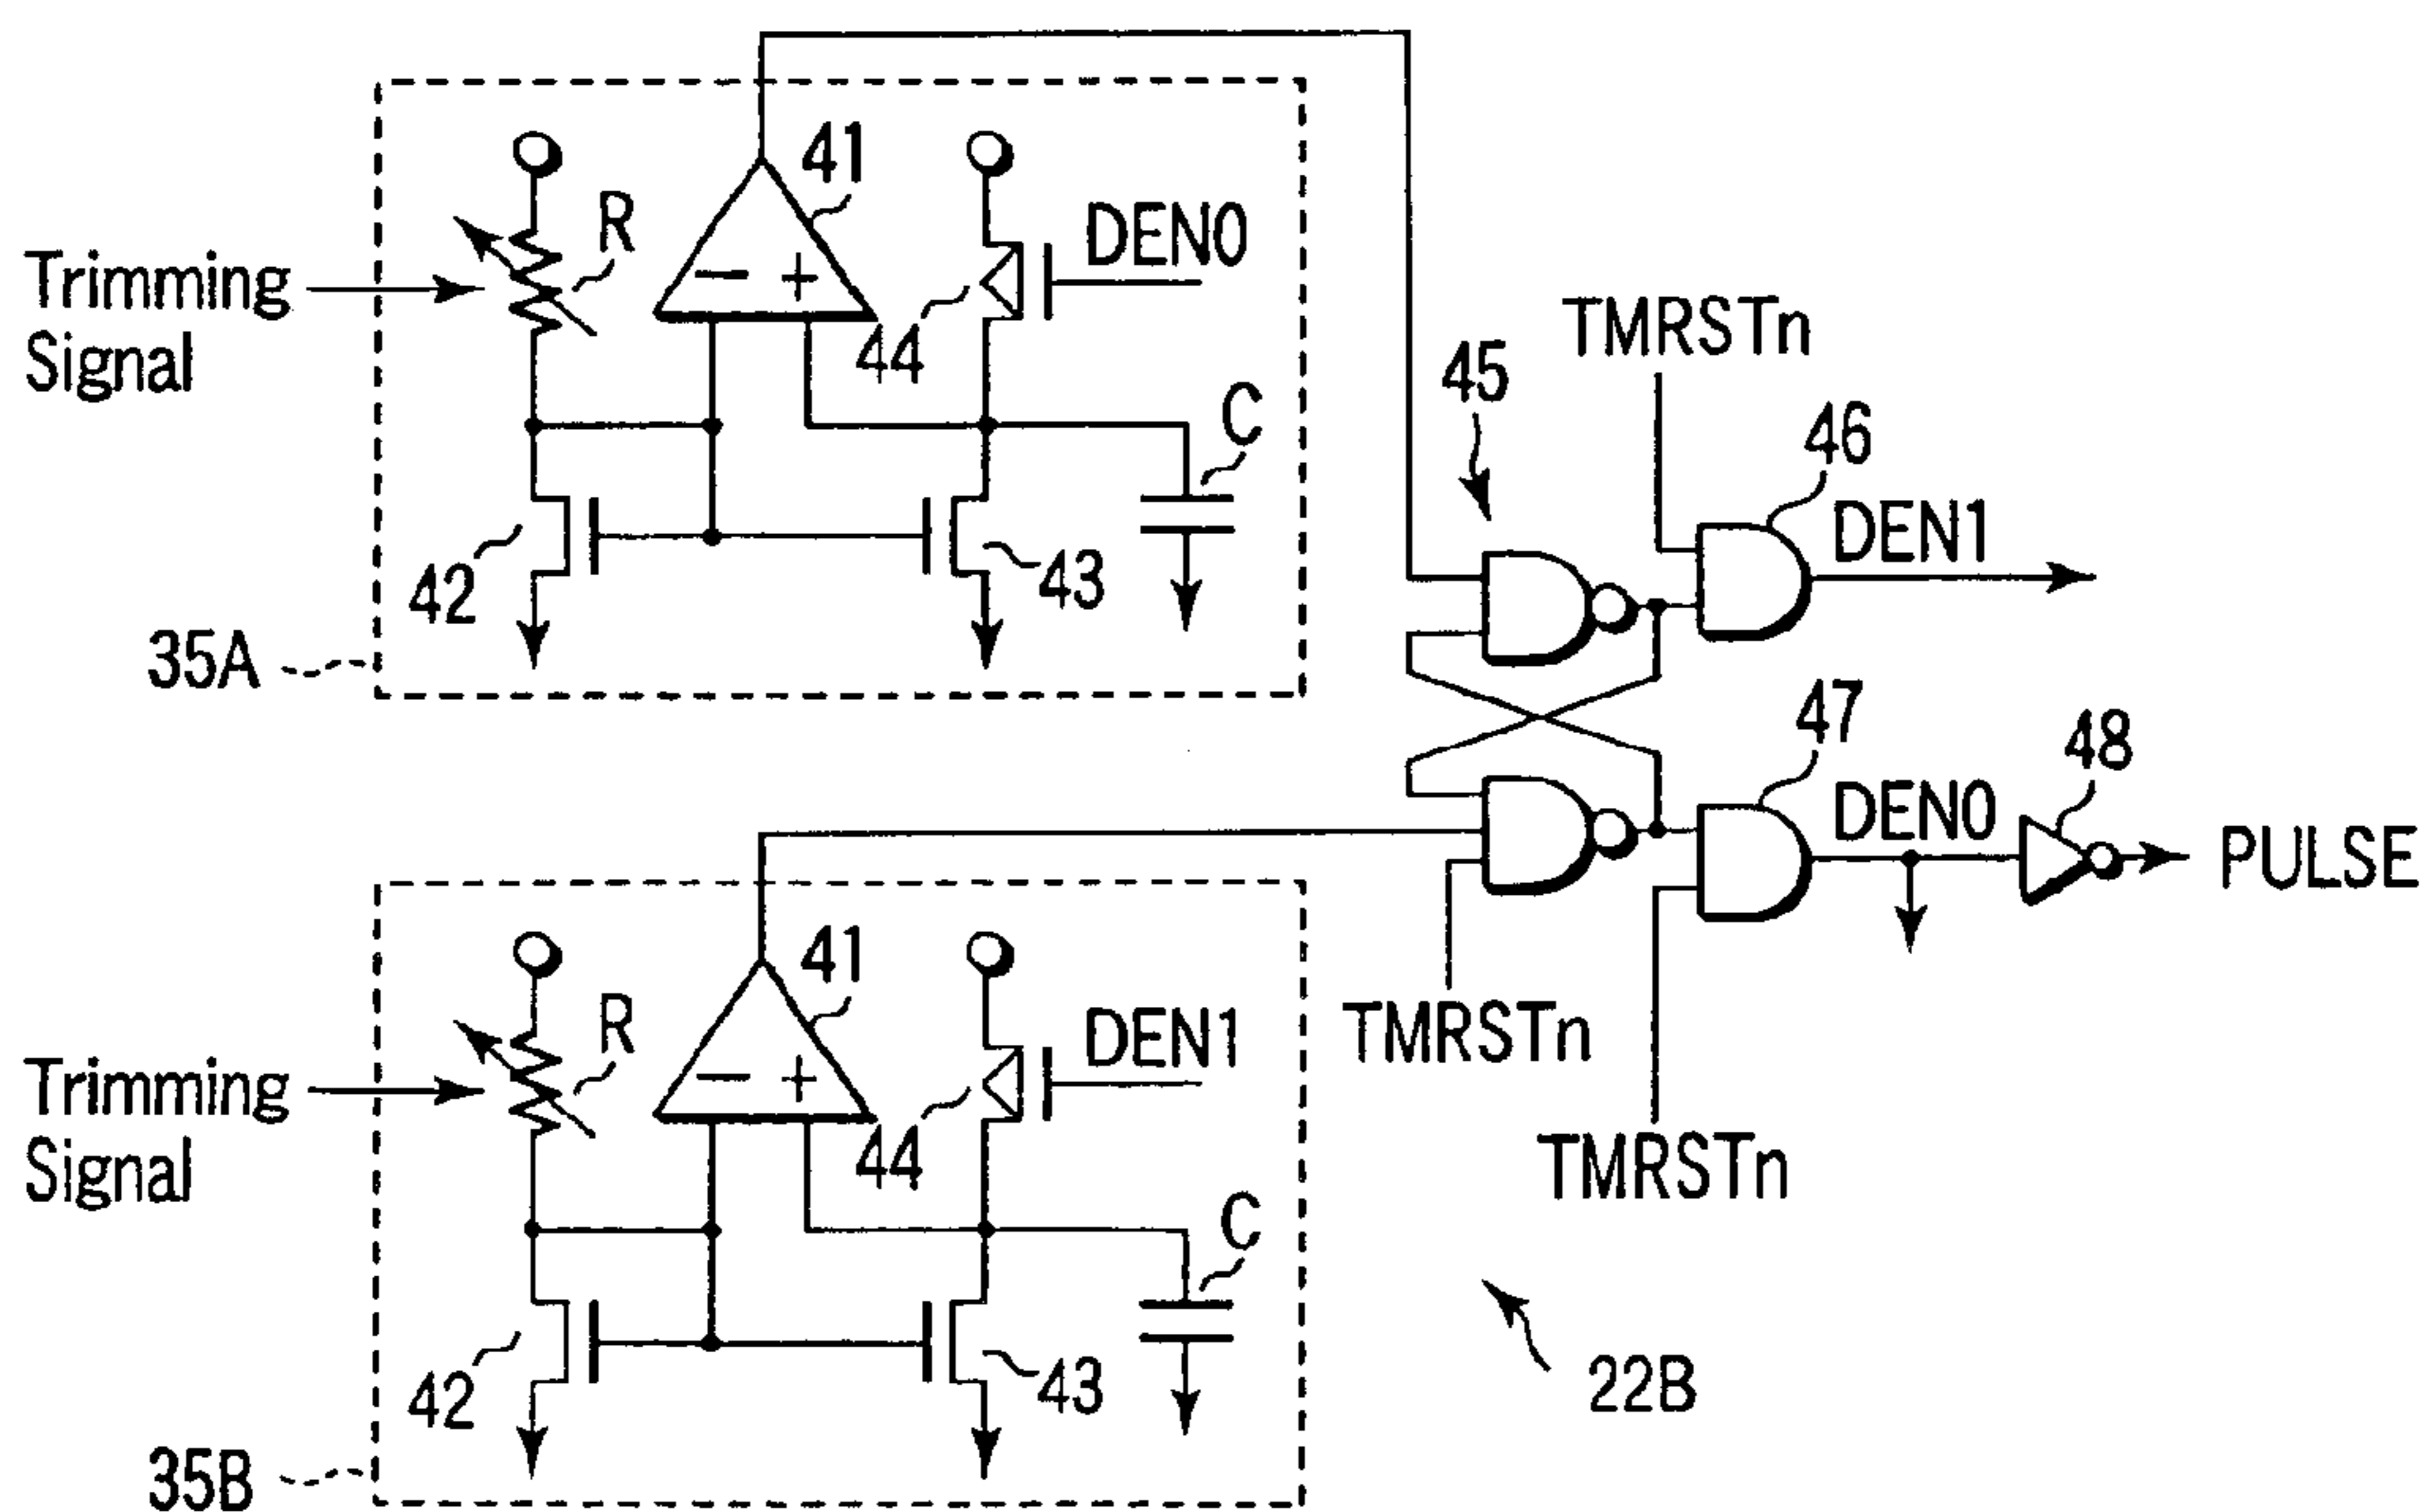 41
R
DEN0
Trimming
Signal
44
C
42
43
35A
45
TMRSTn
46
DEN1
47
48
DEN0
PULSE
TMRSTn
TMRSTn
41
R
DEN1
Trimming
Signal
44
C
42
43
35B
22B